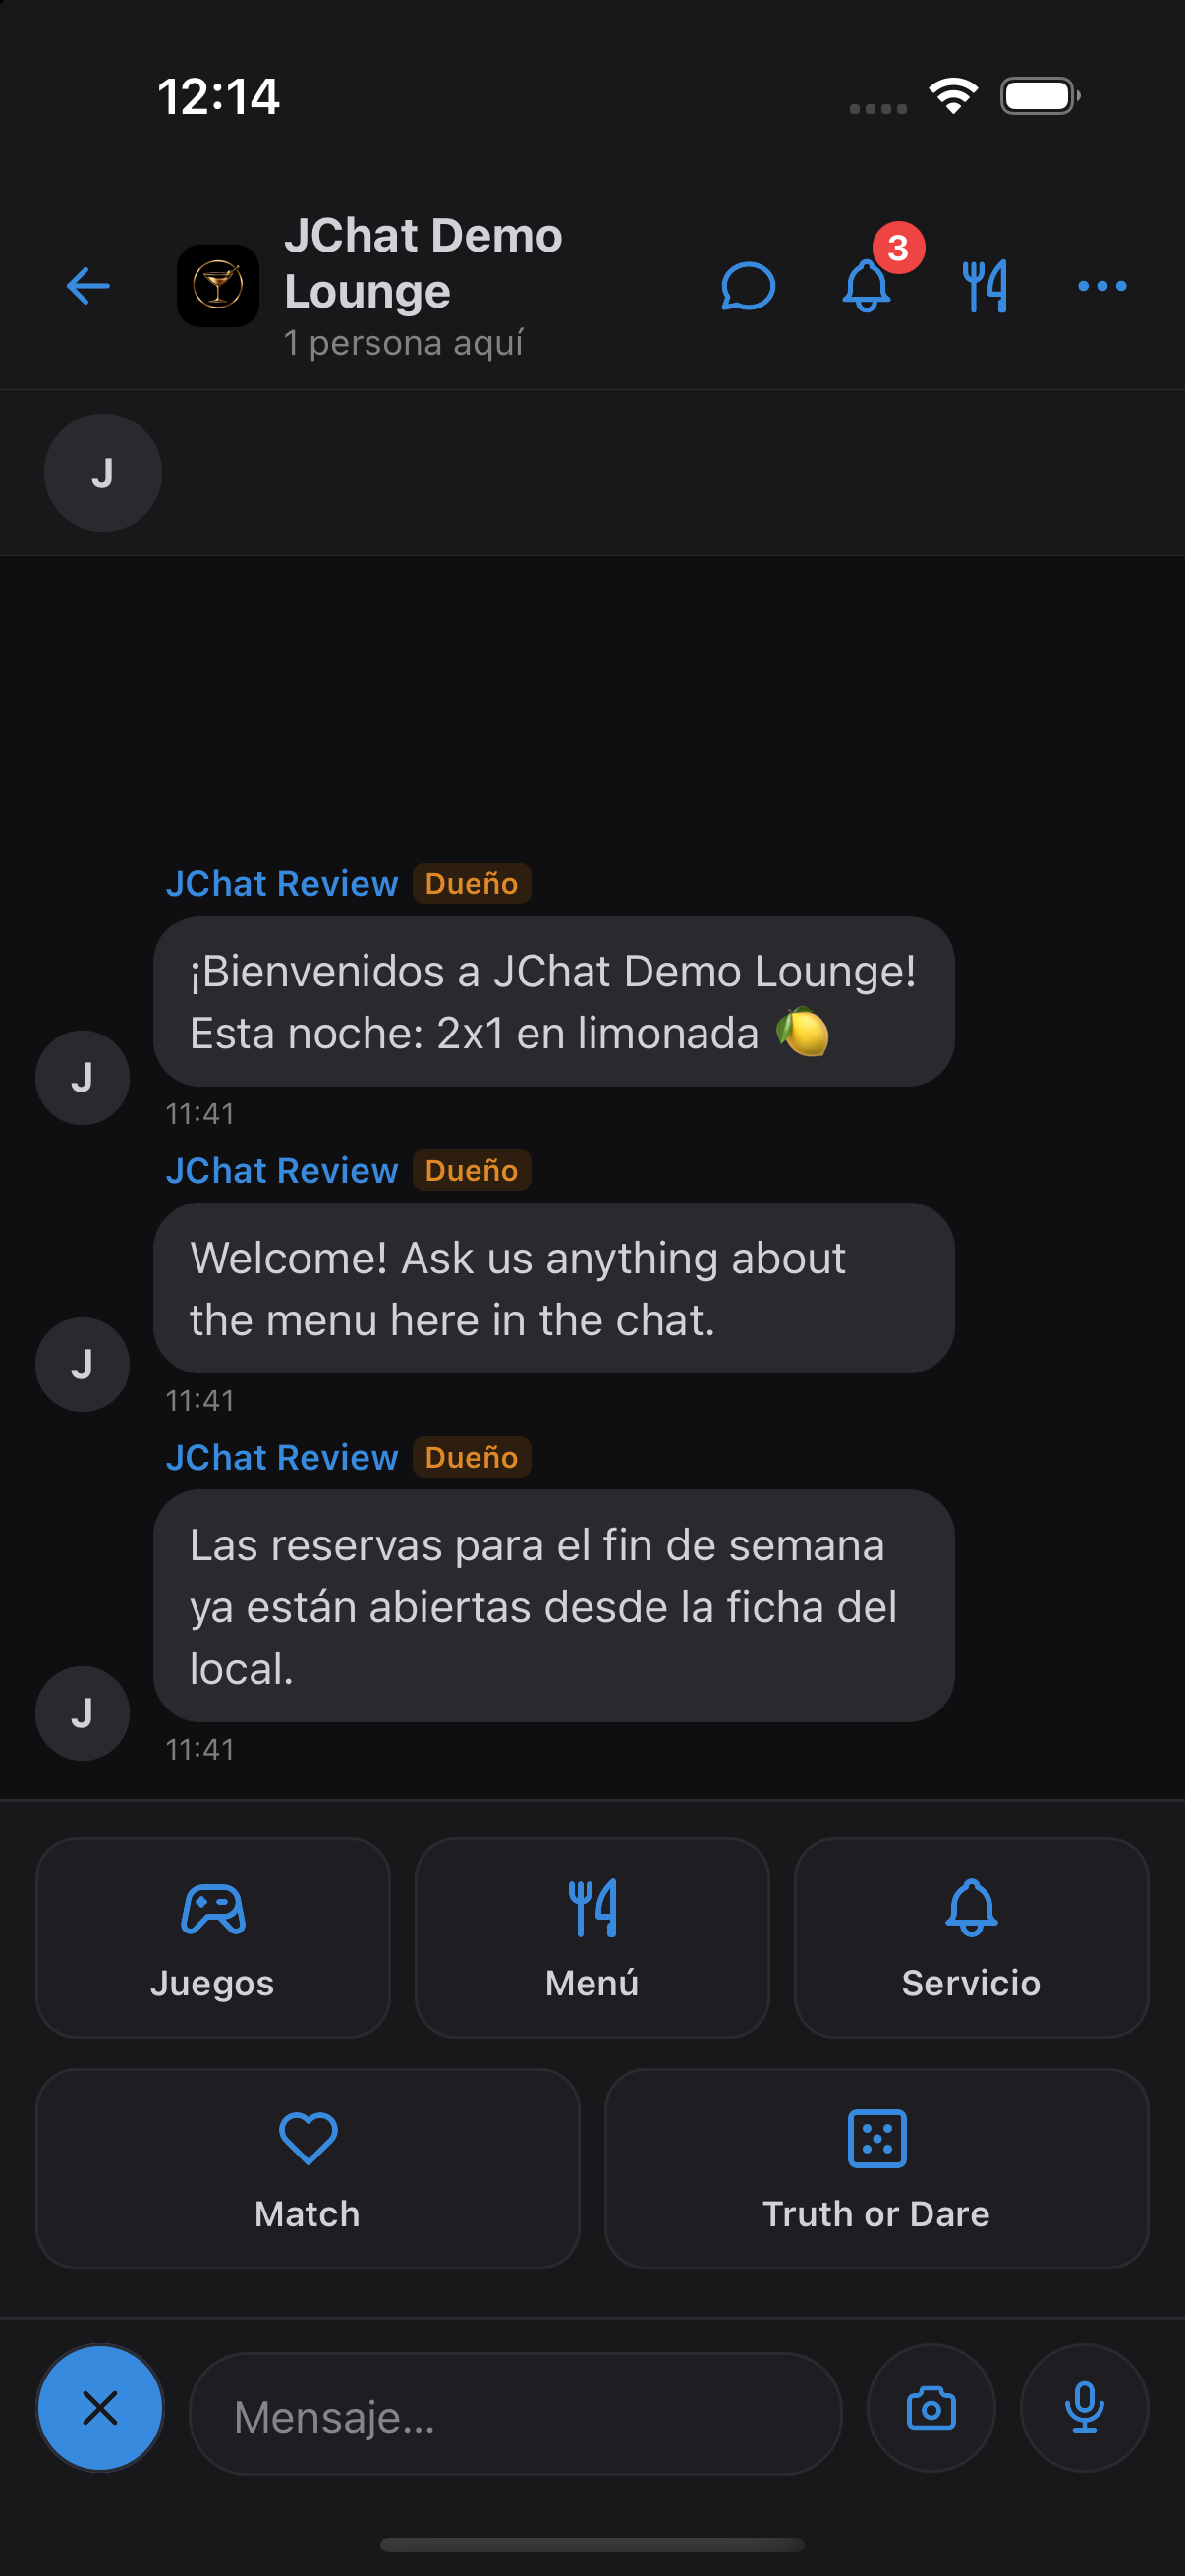 12:14
JChat Demo
Lounge
1 persona aquí
3
J
JChat Review Dueño
¡Bienvenidos a JChat Demo Lounge!
Esta noche: 2x1 en limonada 🍋
J
11:41
JChat Review Dueño
Welcome! Ask us anything about
the menu here in the chat.
J
11:41
JChat Review Dueño
Las reservas para el fin de semana
ya están abiertas desde la ficha del
local.
J
11:41
Juegos
Menú
Servicio
Match
Truth or Dare
Mensaje...